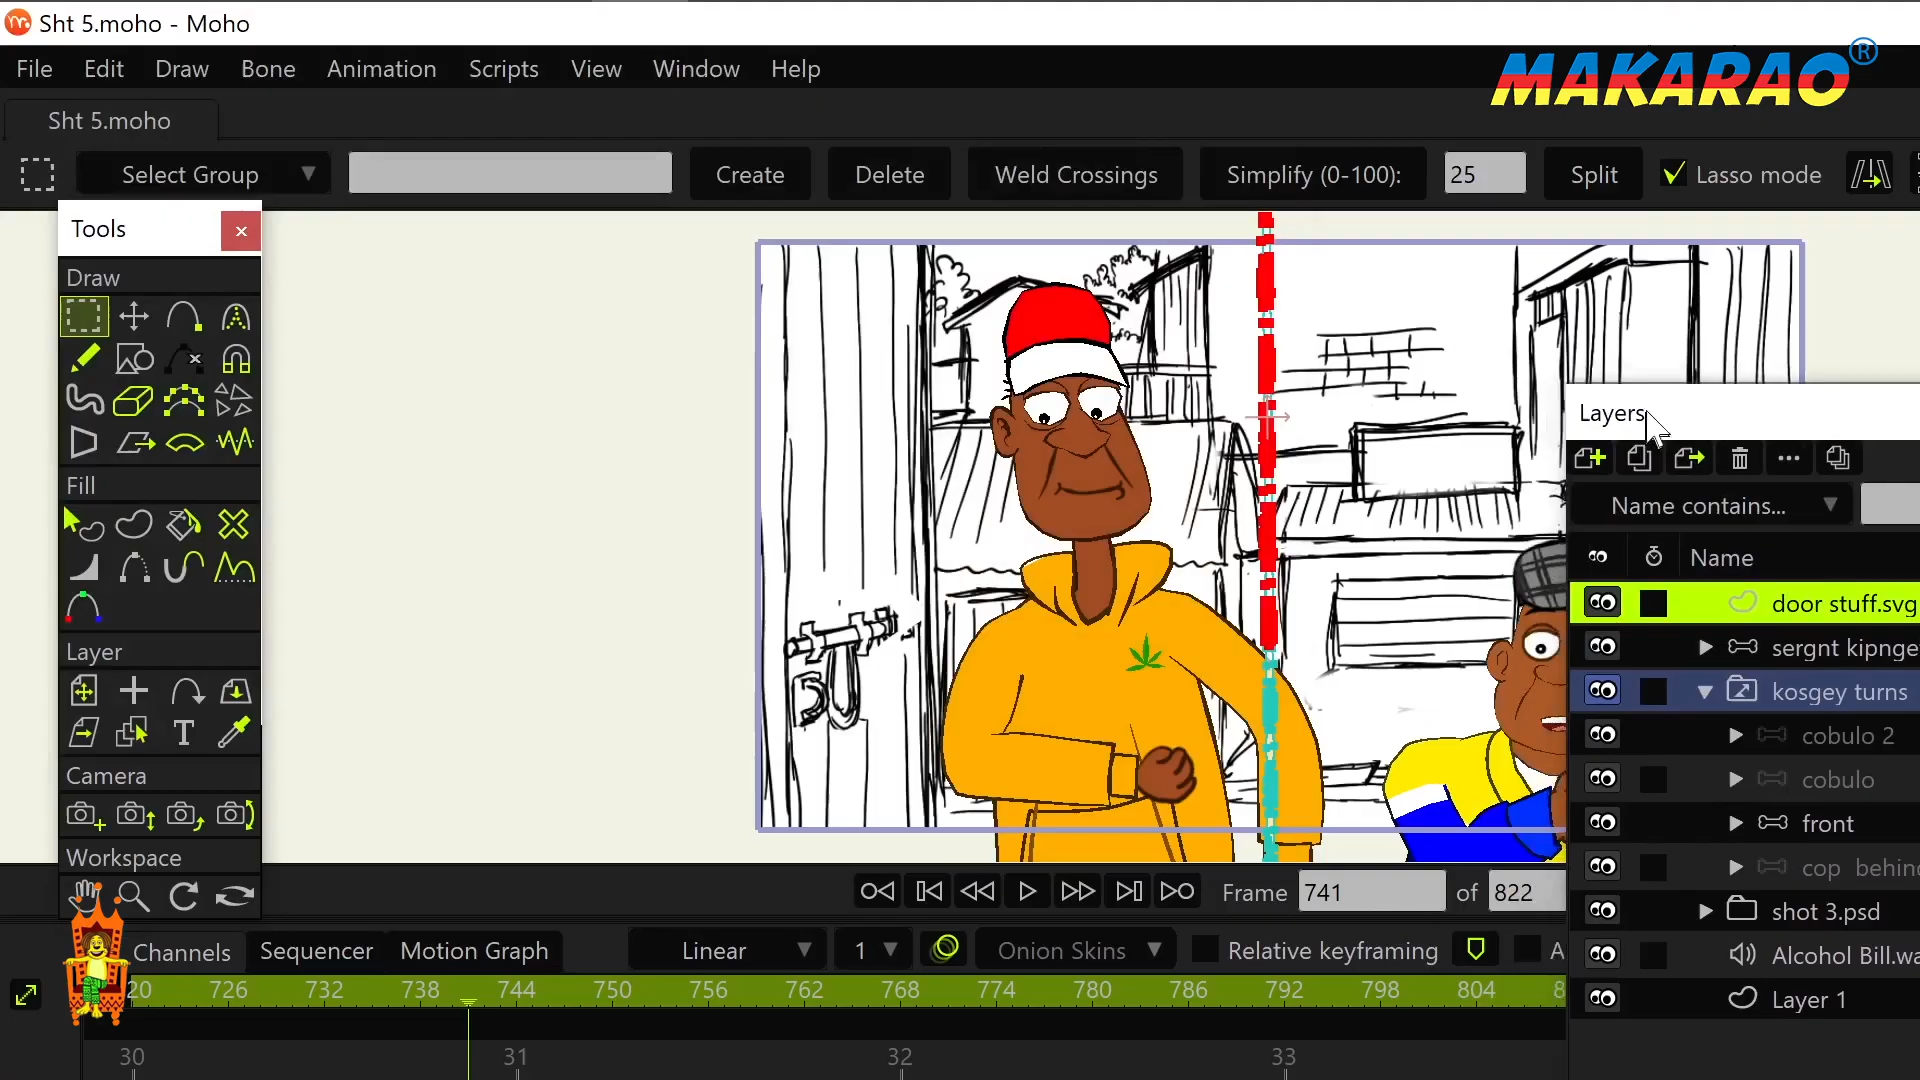 Sht 5.moho - Moho
File Edit Draw Bone Animation Scripts View Window Help
MAKARAO®
Sht 5.moho
Select Group Create Delete Weld Crossings Simplify (0-100): 25 Split Lasso mode
Tools
Draw
Fill
Layer
T
Camera
Workspace
Layers
Name contains...
Name
door stuff.svg
sergnt kipnge
kosgey turns
cobulo 2
cobulo
front
cop behin
shot 3.psd
Alcohol Bill.wa
Layer 1
Frame 741 of 822
Channels Sequencer Motion Graph Linear 1 Onion Skins Relative keyframing A
20 726 732 738 744 750 756 762 768 774 780 786 792 798 804 8
30 31 32 33